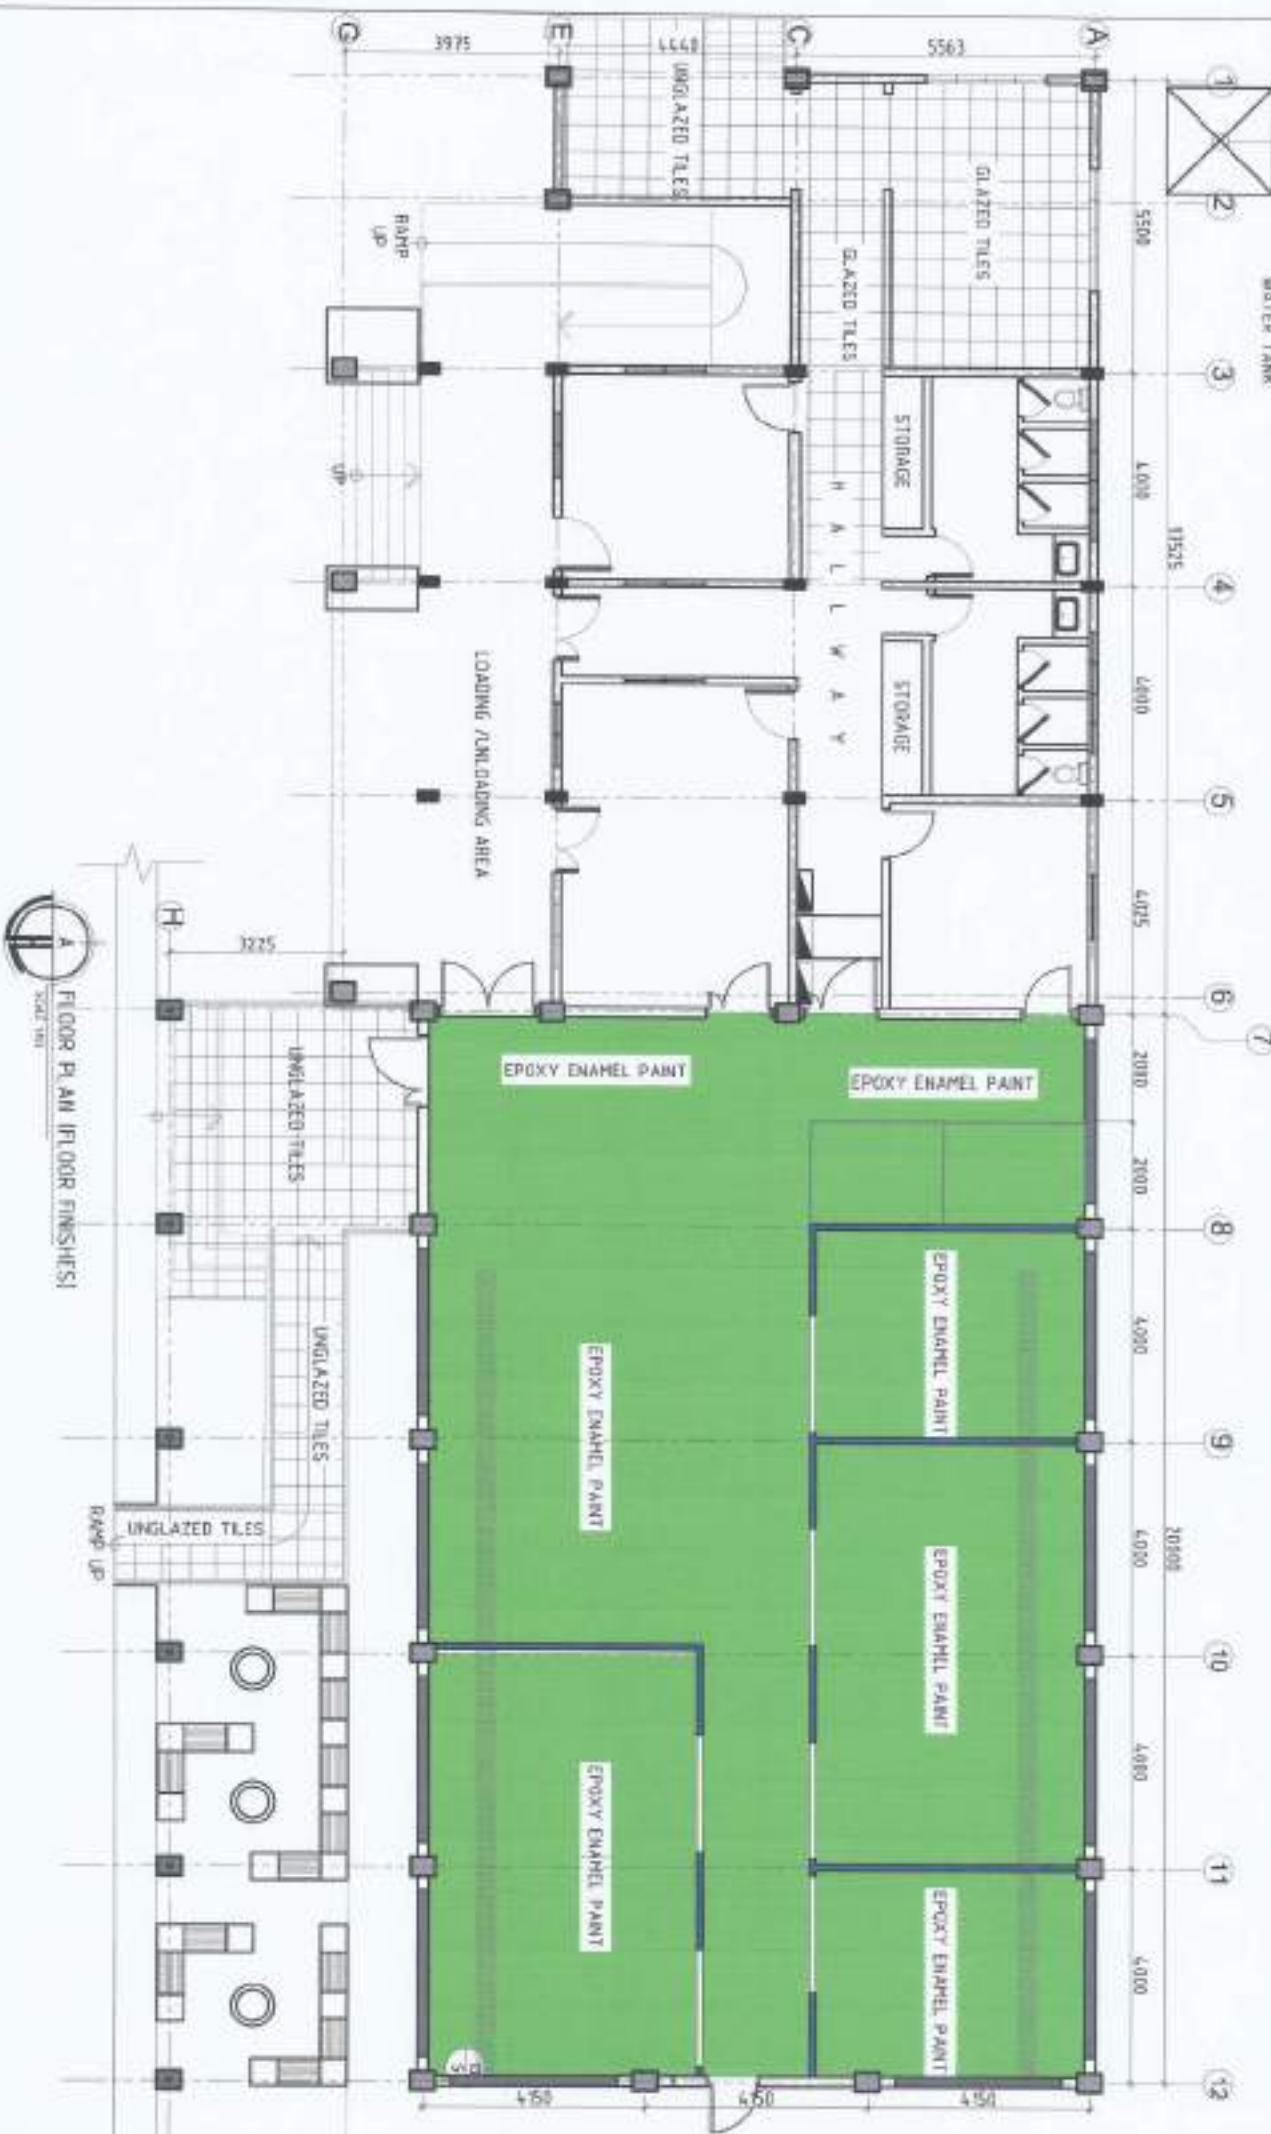 G
E
C
A
3975
4440
5563
1
2
3
4
5
6
7
8
9
10
11
12
H
WATER TANK
UNGLAZED TILES
GLAZED TILES
GLAZED TILES
5500
4000
4000
4025
17525
2000
2000
4000
4000
4000
4000
20000
RAMP
UP
UP
STORAGE
STORAGE
HALLWAY
LOADING /UNLOADING AREA
3225
EPOXY ENAMEL PAINT
EPOXY ENAMEL PAINT
EPOXY ENAMEL PAINT
EPOXY ENAMEL PAINT
EPOXY ENAMEL PAINT
EPOXY ENAMEL PAINT
EPOXY ENAMEL PAINT
UNGLAZED TILES
UNGLAZED TILES
UNGLAZED TILES
RAMP UP
4150
4150
4150
A
FLOOR PLAN (FLOOR FINISHES)